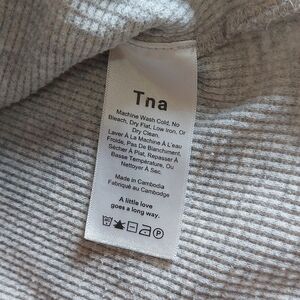 Tna
Machine Wash Cold, No
Bleach, Dry Flat, Low Iron, Or
Dry Clean.
Laver À La Machine À L'eau
Froide, Pas De Blanchiment,
Sécher À Plat, Repasser À
Basse Température, Ou
Nettoyer À Sec.
Made in Cambodia
Fabriqué au Cambodge
A little love
goes a long way.